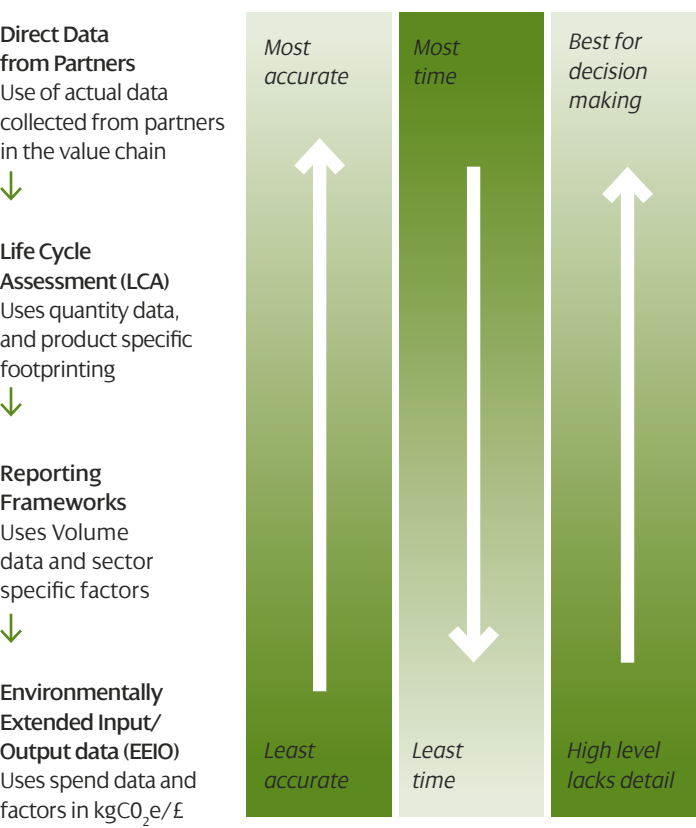 Direct Data
from Partners
Use of actual data
collected from partners
in the value chain
Life Cycle
Assessment (LCA)
Uses quantity data,
and product specific
footprinting
Reporting
Frameworks
Uses Volume
data and sector
specific factors
Environmentally
Extended Input/
Output data (EEIO)
Uses spend data and
factors in kgC0₂e/£
Most
accurate
Least
accurate
Most
time
Least
time
Best for
decision
making
High level
lacks detail